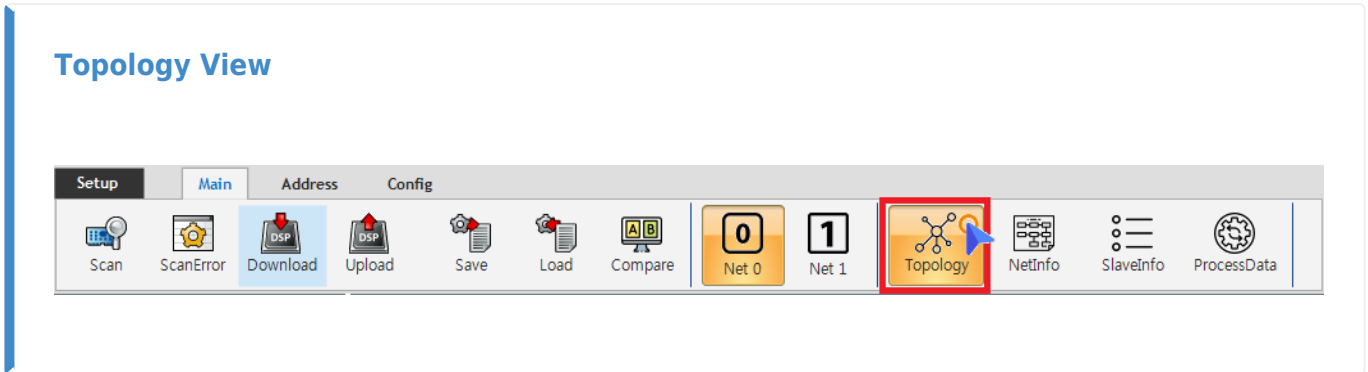 Topology View
Setup Main Address Config
DSP DSP A B 0 1
Scan ScanError Download Upload Save Load Compare Net 0 Net 1 Topology NetInfo SlaveInfo ProcessData